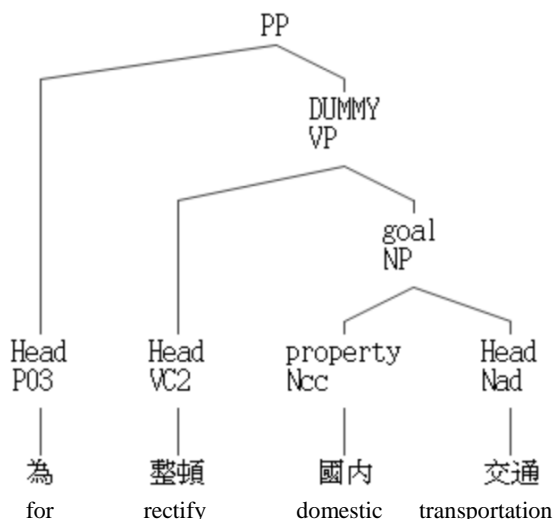 PP
DUMMY
VP
goal
NP
Head Head property Head
P03 VC2 Ncc Nad
為 整頓 國內 交通
for rectify domestic transportation